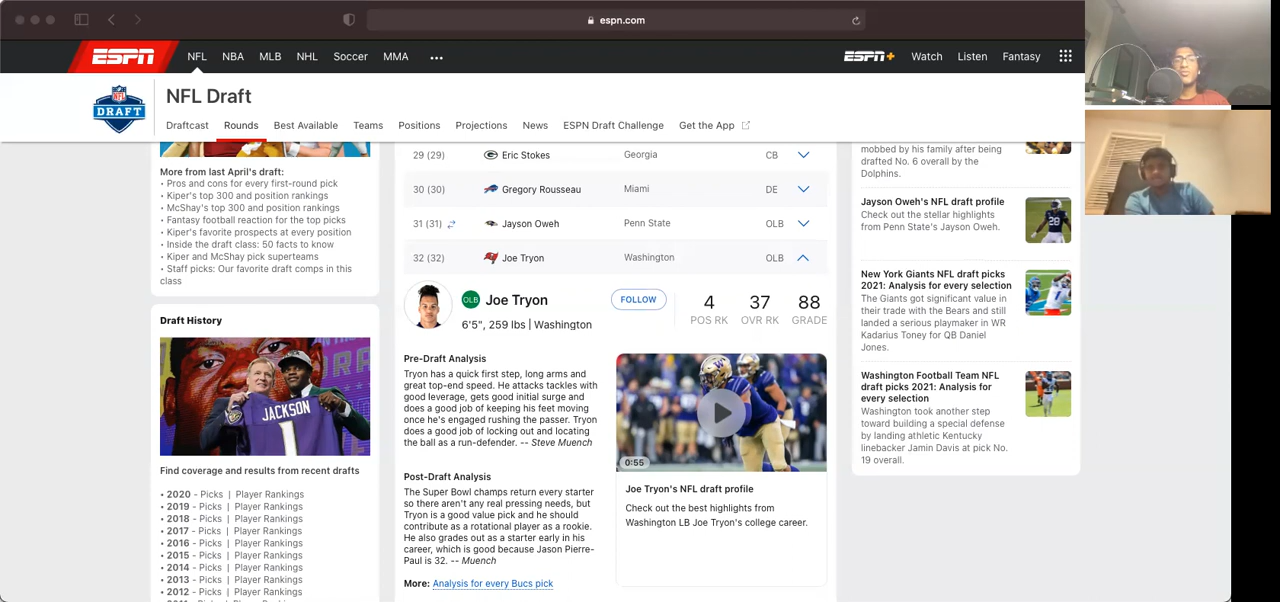 espn.com
ESPN
NFL NBA MLB NHL Soccer MMA •••
ESPN+ Watch Listen Fantasy
NFL
DRAFT
NFL Draft
Draftcast Rounds Best Available Teams Positions Projections News ESPN Draft Challenge Get the App
More from last April's draft:
• Pros and cons for every first-round pick
• Kiper's top 300 and position rankings
• McShay's top 300 and position rankings
• Fantasy football reaction for the top picks
• Kiper's favorite prospects at every position
• Inside the draft class: 50 facts to know
• Kiper and McShay pick superteams
• Staff picks: Our favorite draft comps in this
class
Draft History
JACKSON
1
Find coverage and results from recent drafts
• 2020 - Picks | Player Rankings
• 2019 - Picks | Player Rankings
• 2018 - Picks | Player Rankings
• 2017 - Picks | Player Rankings
• 2016 - Picks | Player Rankings
• 2015 - Picks | Player Rankings
• 2014 - Picks | Player Rankings
• 2013 - Picks | Player Rankings
• 2012 - Picks | Player Rankings
29 (29) Eric Stokes Georgia CB
30 (30) Gregory Rousseau Miami DE
31 (31) Jayson Oweh Penn State OLB
32 (32) Joe Tryon Washington OLB
OLB Joe Tryon FOLLOW
6'5", 259 lbs | Washington
4 37 88
POS RK OVR RK GRADE
Pre-Draft Analysis
Tryon has a quick first step, long arms and
great top-end speed. He attacks tackles with
good leverage, gets good initial surge and
does a good job of keeping his feet moving
once he's engaged rushing the passer. Tryon
does a good job of locking out and locating
the ball as a run-defender. -- Steve Muench
Post-Draft Analysis
The Super Bowl champs return every starter
so there aren't any real pressing needs, but
Tryon is a good value pick and he should
contribute as a rotational player as a rookie.
He also grades out as a starter early in his
career, which is good because Jason Pierre-
Paul is 32. -- Muench
More: Analysis for every Bucs pick
0:55
Joe Tryon's NFL draft profile
Check out the best highlights from
Washington LB Joe Tryon's college career.
mobbed by his family after being
drafted No. 6 overall by the
Dolphins.
Jayson Oweh's NFL draft profile
Check out the stellar highlights
from Penn State's Jayson Oweh.
28
New York Giants NFL draft picks
2021: Analysis for every selection
The Giants got significant value in
their trade with the Bears and still
landed a serious playmaker in WR
Kadarius Toney for QB Daniel
Jones.
Washington Football Team NFL
draft picks 2021: Analysis for
every selection
Washington took another step
toward building a special defense
by landing athletic Kentucky
linebacker Jamin Davis at pick No.
19 overall.